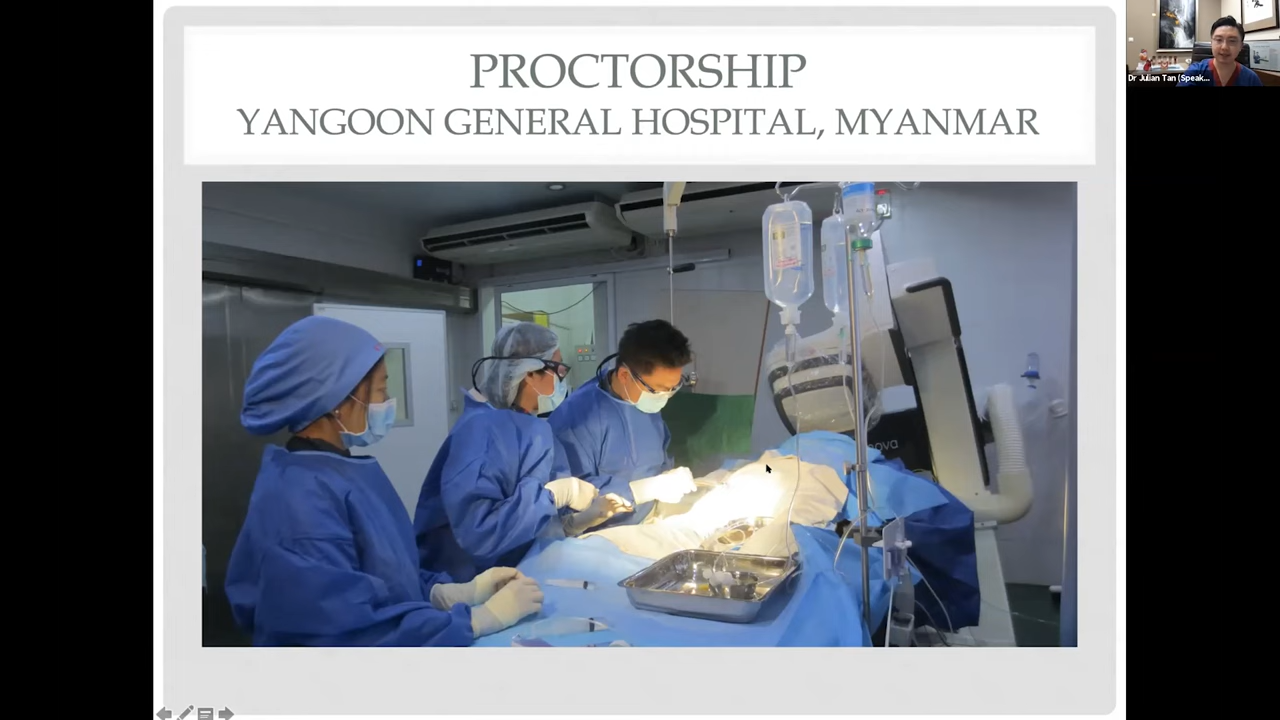 PROCTORSHIP
YANGOON GENERAL HOSPITAL, MYANMAR
Dr Julian Tan (Speak...